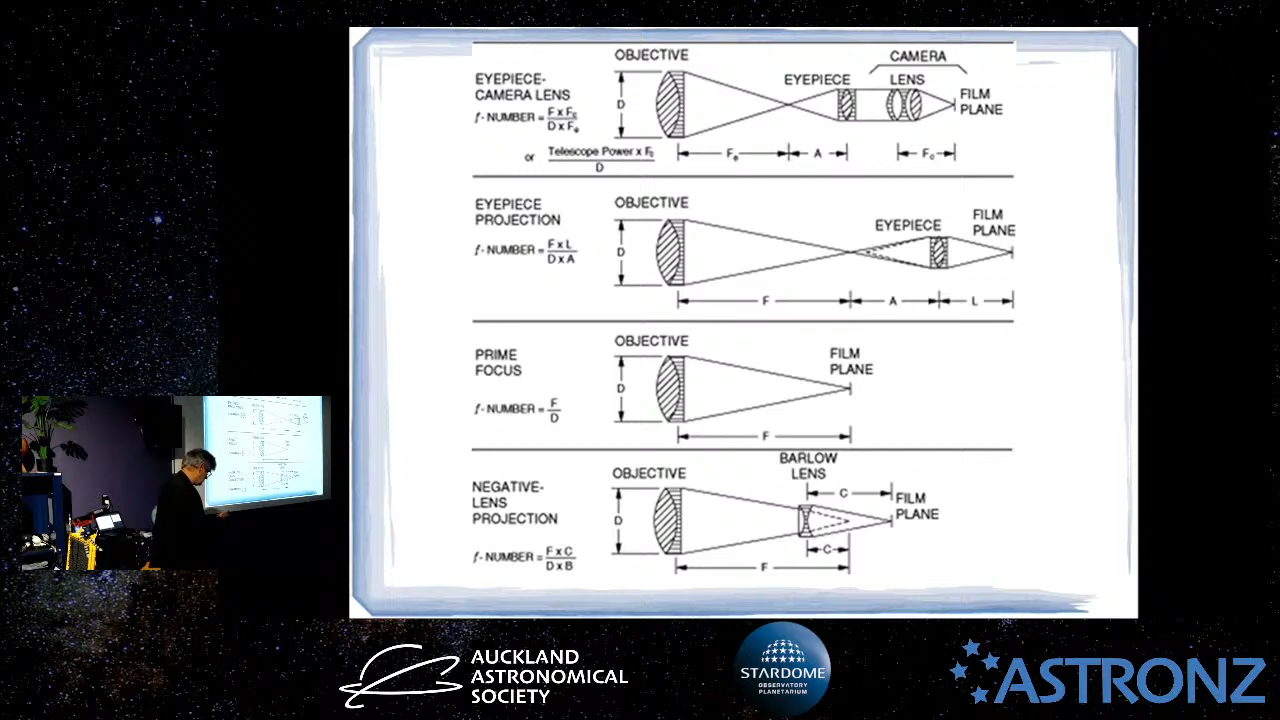 OBJECTIVE
CAMERA
EYEPIECE-
CAMERA LENS
EYEPIECE
LENS
FILM
PLANE
D
f- NUMBER = F x Fc
D x Fe
or Telescope Power x Fc
D
Fe
A
Fc
EYEPIECE
PROJECTION
OBJECTIVE
EYEPIECE
FILM
PLANE
f- NUMBER = F x L
D x A
D
F
A
L
PRIME
FOCUS
OBJECTIVE
FILM
PLANE
f- NUMBER = F
D
D
F
NEGATIVE-
LENS
PROJECTION
OBJECTIVE
BARLOW
LENS
C
FILM
PLANE
D
C
f- NUMBER = F x C
D x B
F
AUCKLAND
ASTRONOMICAL
SOCIETY
STARDOME
OBSERVATORY
PLANETARIUM
ASTRONZ